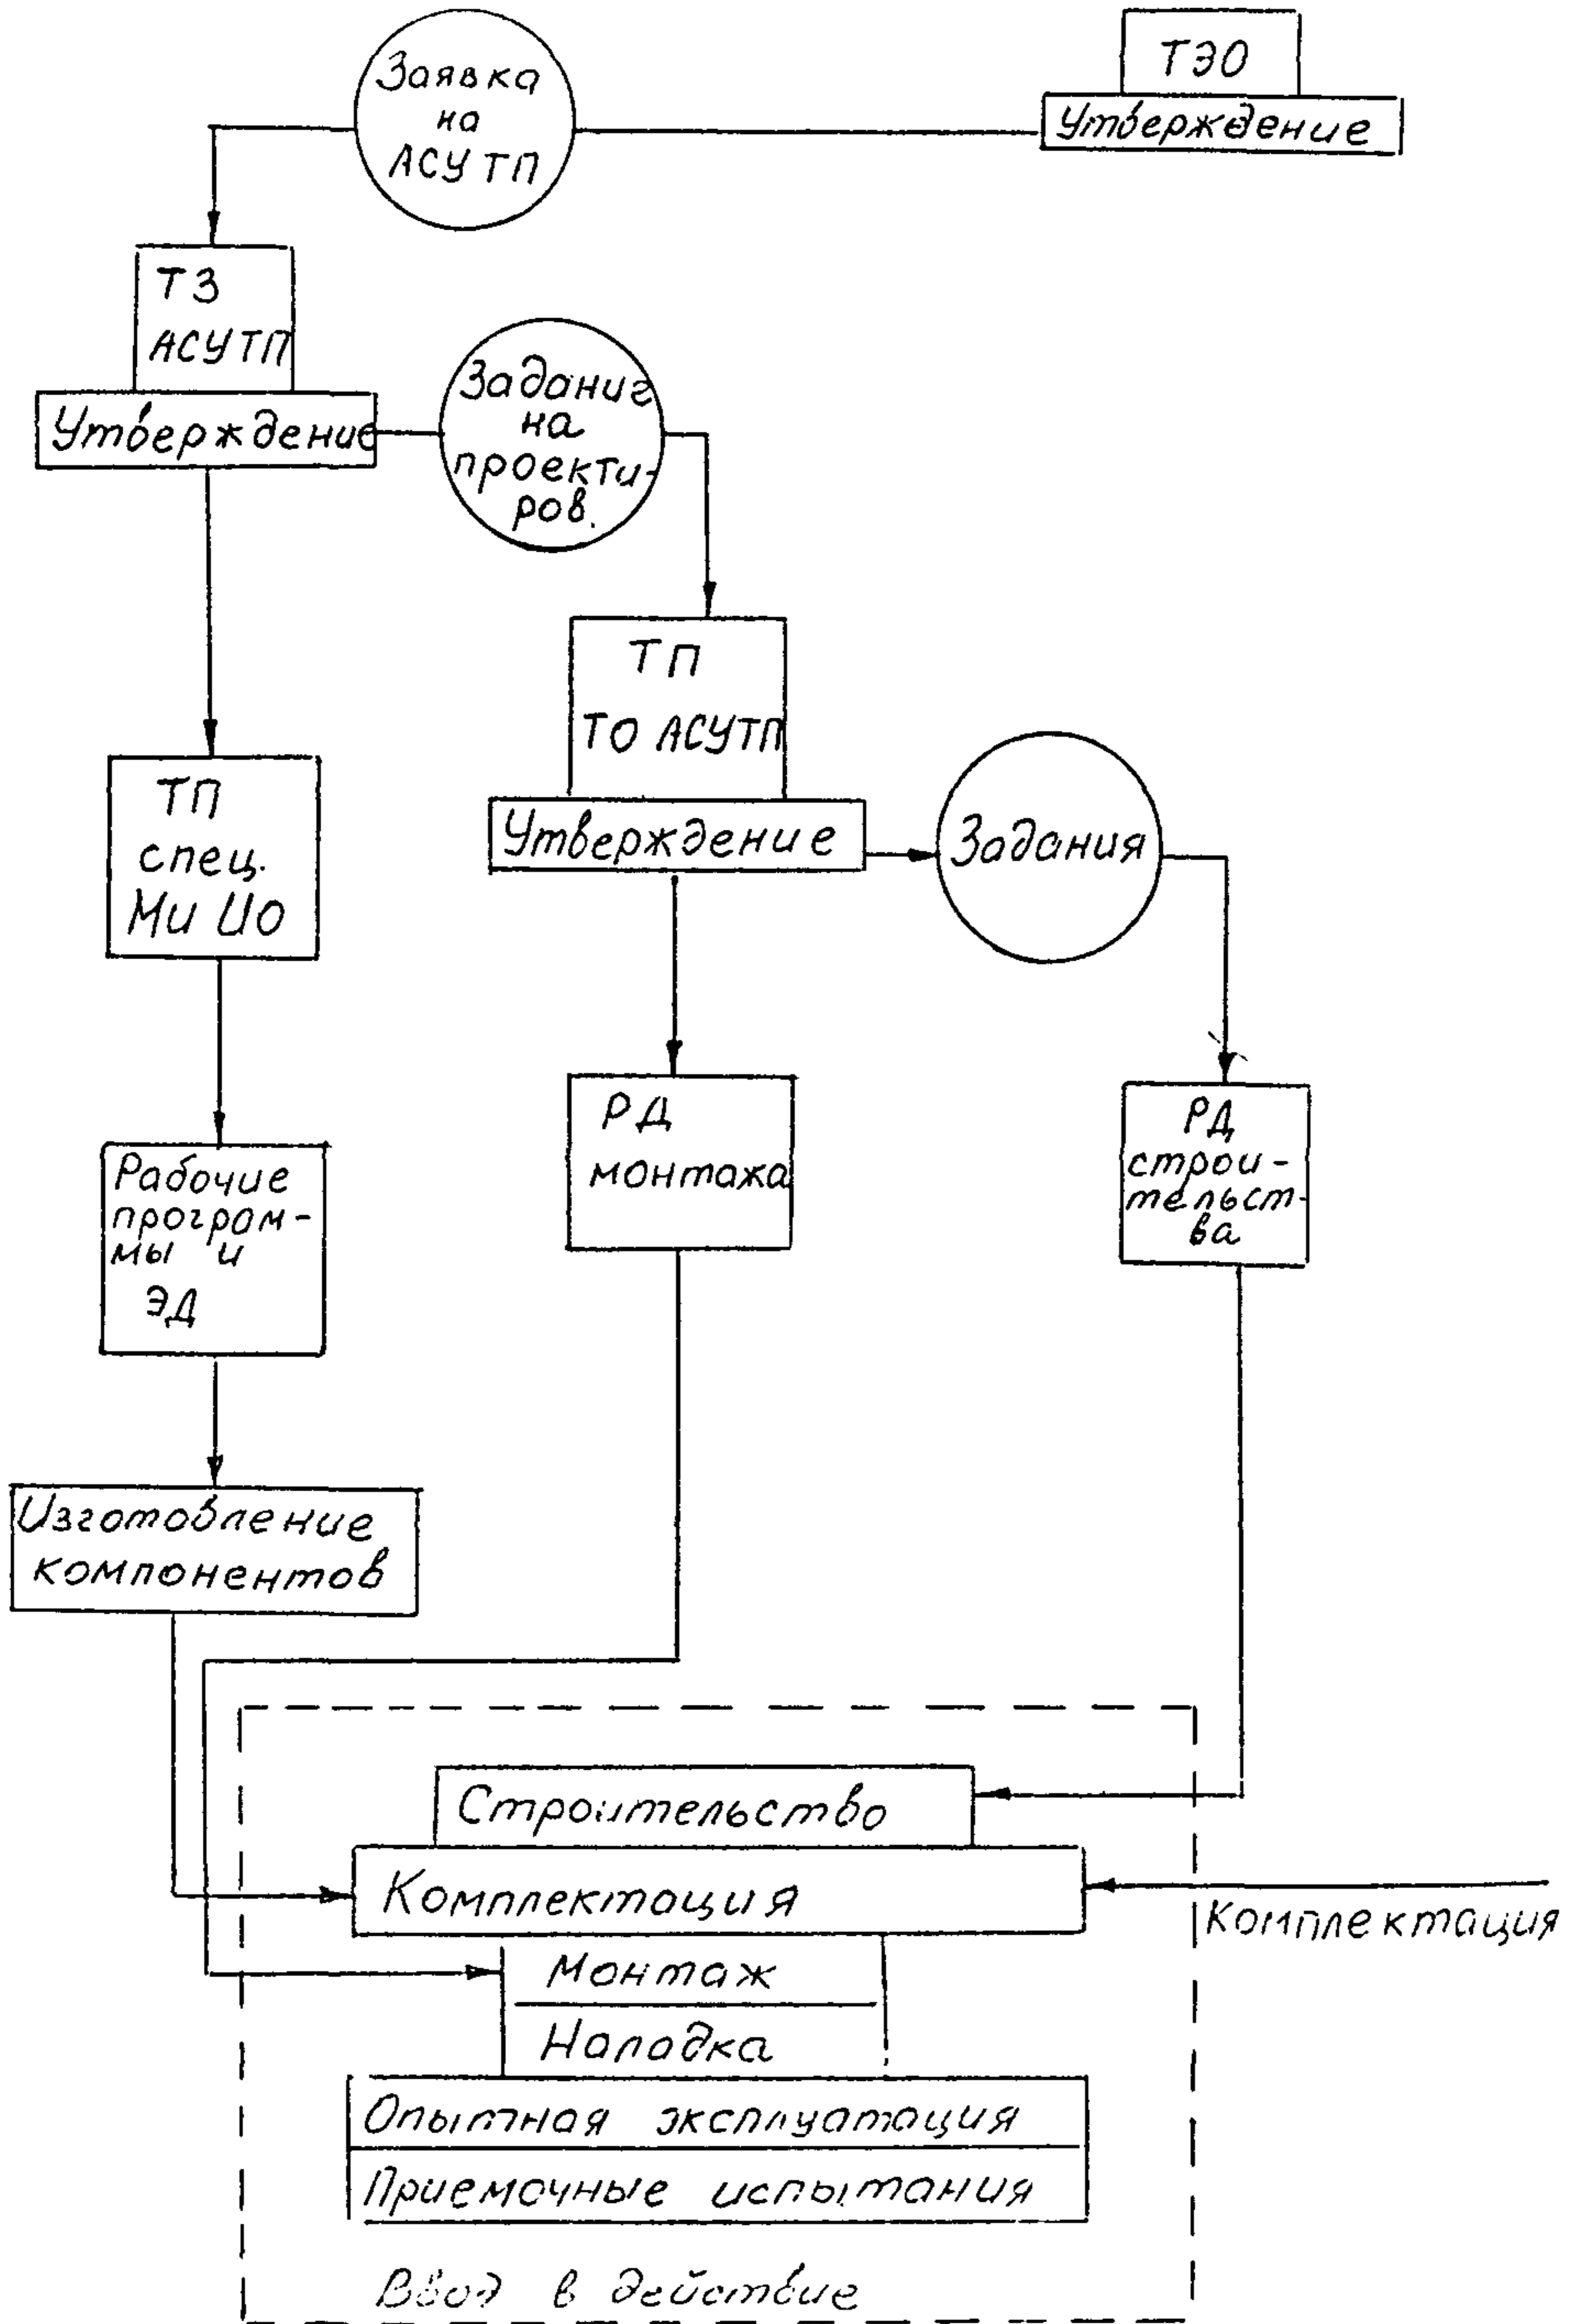 Заявка
на
АСУ ТП
ТЭО
Утверждение
ТЗ
АСУТП
Утверждение
Задание
на
проекти-
ров.
ТП
ТО АСУТП
Утверждение
Задания
ТП
спец.
Ми ИО
РД
монтажа
РД
строи-
тельст-
ва
Рабочие
програм-
мы и
ЭД
Изготовление
компонентов
Строительство
Комплектация
Комплектация
Монтаж
Наладка
Опытная эксплуатация
Приемочные испытания
Ввод в действие